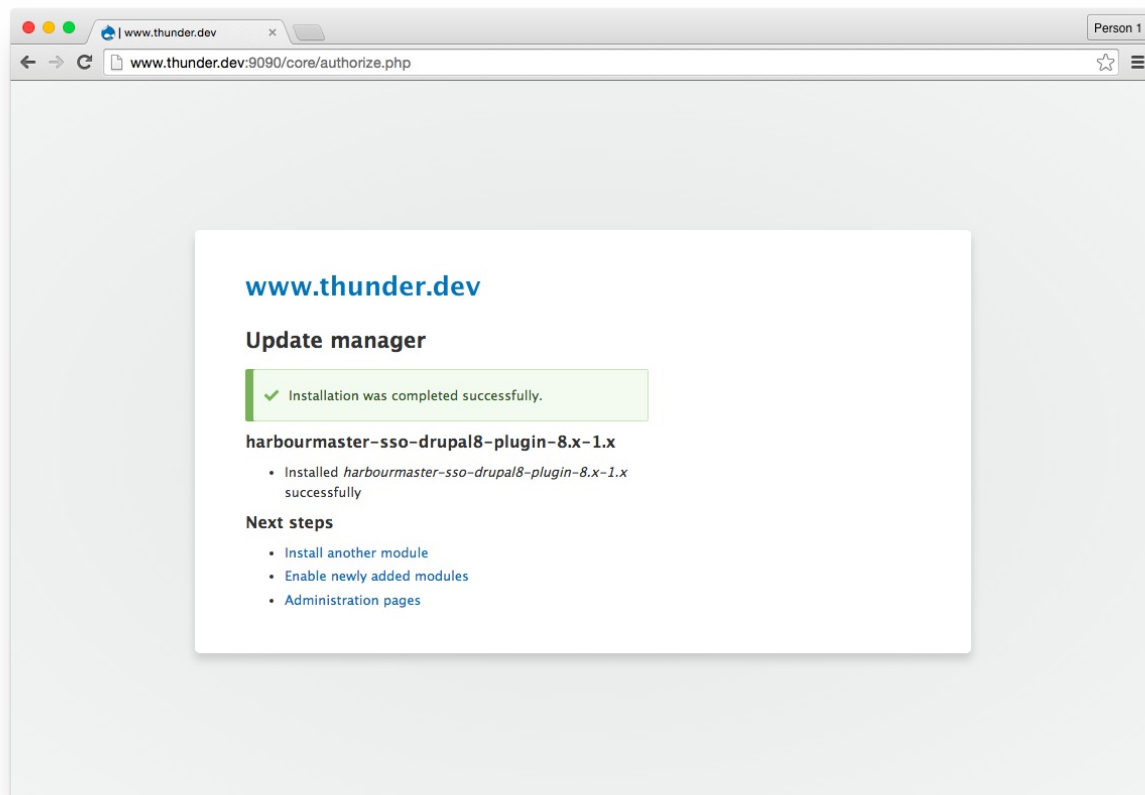 | www.thunder.dev
Person 1
www.thunder.dev:9090/core/authorize.php
www.thunder.dev
Update manager
Installation was completed successfully.
harbourmaster-sso-drupal8-plugin-8.x-1.x
• Installed harbourmaster-sso-drupal8-plugin-8.x-1.x
successfully
Next steps
• Install another module
• Enable newly added modules
• Administration pages